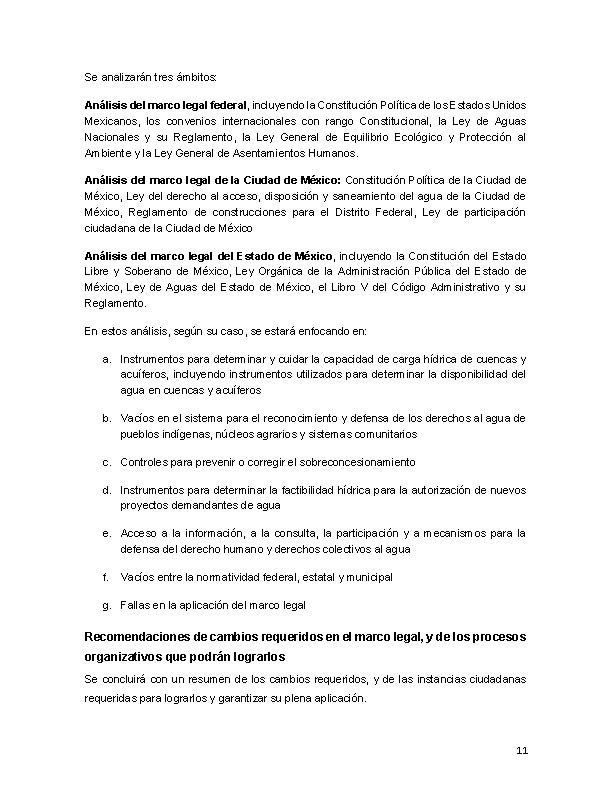 Se analizarán tres ámbitos:
Análisis del marco legal federal, incluyendo la Constitución Política de los Estados Unidos
Mexicanos, los convenios internacionales con rango Constitucional, la Ley de Aguas
Nacionales y su Reglamento, la Ley General de Equilibrio Ecológico y Protección al
Ambiente y la Ley General de Asentamientos Humanos.
Análisis del marco legal de la Ciudad de México: Constitución Política de la Ciudad de
México, Ley del derecho al acceso, disposición y saneamiento del agua de la Ciudad de
México, Reglamento de construcciones para el Distrito Federal, Ley de participación
ciudadana de la Ciudad de México
Análisis del marco legal del Estado de México, incluyendo la Constitución del Estado
Libre y Soberano de México, Ley Orgánica de la Administración Pública del Estado de
México, Ley de Aguas del Estado de México, el Libro V del Código Administrativo y su
Reglamento.
En estos análisis, según su caso, se estará enfocando en:
a. Instrumentos para determinar y cuidar la capacidad de carga hídrica de cuencas y
acuíferos, incluyendo instrumentos utilizados para determinar la disponibilidad del
agua en cuencas y acuíferos
b. Vacíos en el sistema para el reconocimiento y defensa de los derechos al agua de
pueblos indígenas, núcleos agrarios y sistemas comunitarios
c. Controles para prevenir o corregir el sobreconcesionamiento
d. Instrumentos para determinar la factibilidad hídrica para la autorización de nuevos
proyectos demandantes de agua
e. Acceso a la información, a la consulta, la participación y a mecanismos para la
defensa del derecho humano y derechos colectivos al agua
f. Vacíos entre la normatividad federal, estatal y municipal
g. Fallas en la aplicación del marco legal
Recomendaciones de cambios requeridos en el marco legal, y de los procesos
organizativos que podrán lograrlos
Se concluirá con un resumen de los cambios requeridos, y de las instancias ciudadanas
requeridas para lograrlos y garantizar su plena aplicación.
11